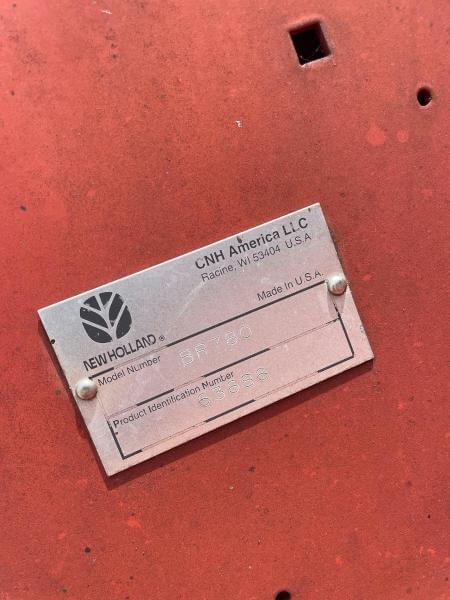 CNH America LLC
Racine, WI 53404 U.S.A
Made in U.S.A.
NEW HOLLAND ®
Model Number BR780
Product Identification Number